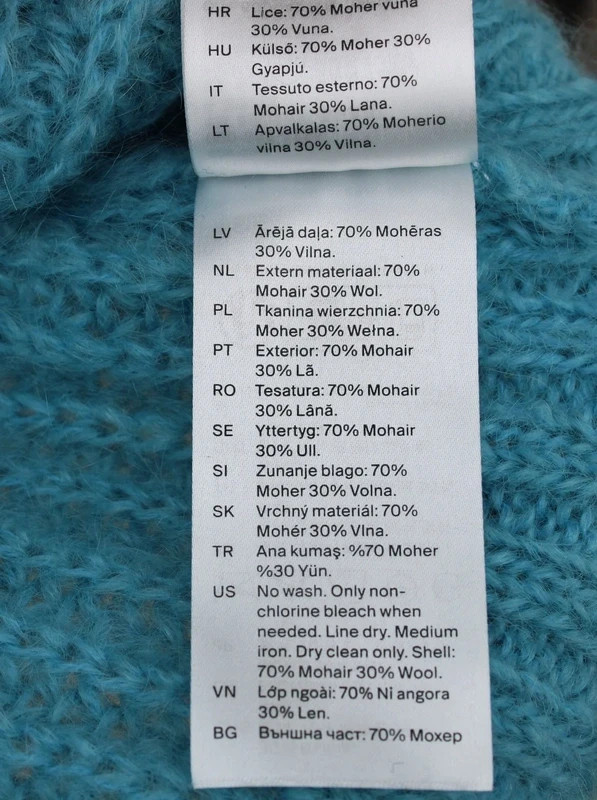 HR Lice: 70% Moher vuna
30% Vuna.
HU Külső: 70% Moher 30%
Gyapjú.
IT Tessuto esterno: 70%
Mohair 30% Lana.
LT Apvalkalas: 70% Moherio
vilna 30% Vilna.
LV Ārējā daļa: 70% Mohēras
30% Vilna.
NL Extern materiaal: 70%
Mohair 30% Wol.
PL Tkanina wierzchnia: 70%
Moher 30% Wełna.
PT Exterior: 70% Mohair
30% Lã.
RO Tesatura: 70% Mohair
30% Lână.
SE Yttertyg: 70% Mohair
30% Ull.
SI Zunanje blago: 70%
Moher 30% Volna.
SK Vrchný materiál: 70%
Mohér 30% Vlna.
TR Ana kumaş: %70 Moher
%30 Yün.
US No wash. Only non-
chlorine bleach when
needed. Line dry. Medium
iron. Dry clean only. Shell:
70% Mohair 30% Wool.
VN Lớp ngoài: 70% Ni angora
30% Len.
BG Външна част: 70% Мохер